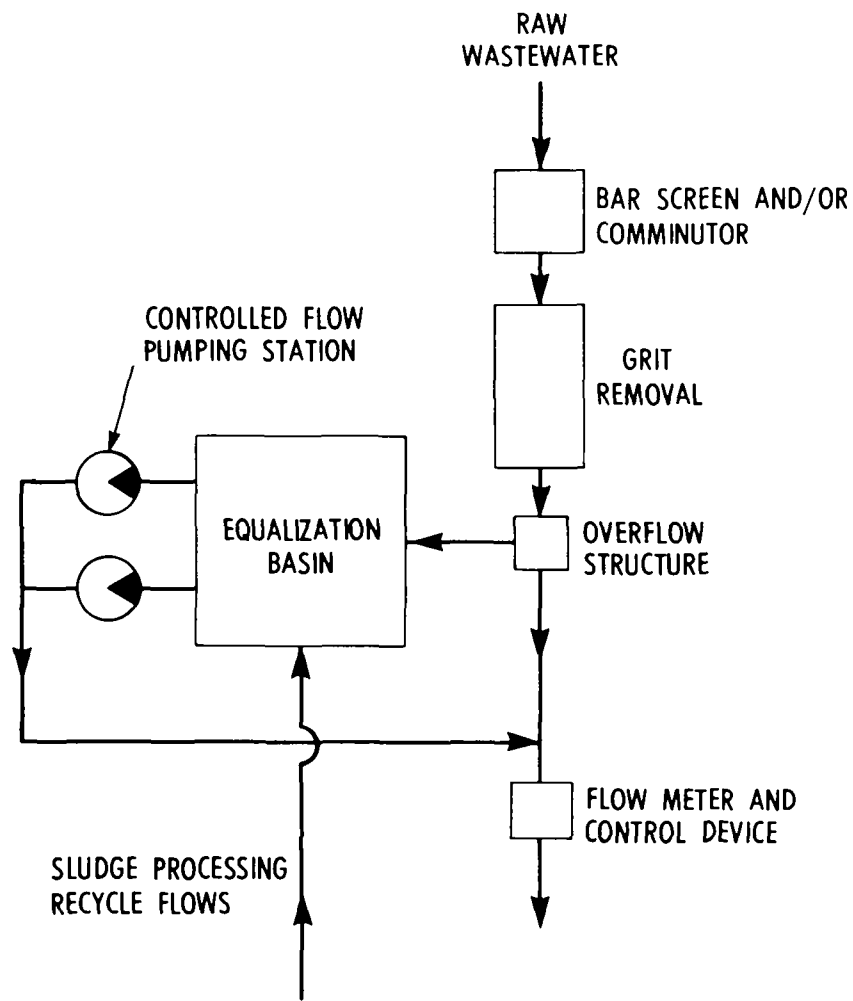 RAW
WASTEWATER
BAR SCREEN AND/OR
COMMINUTOR
CONTROLLED FLOW
PUMPING STATION
GRIT
REMOVAL
EQUALIZATION
BASIN
OVERFLOW
STRUCTURE
FLOW METER AND
CONTROL DEVICE
SLUDGE PROCESSING
RECYCLE FLOWS